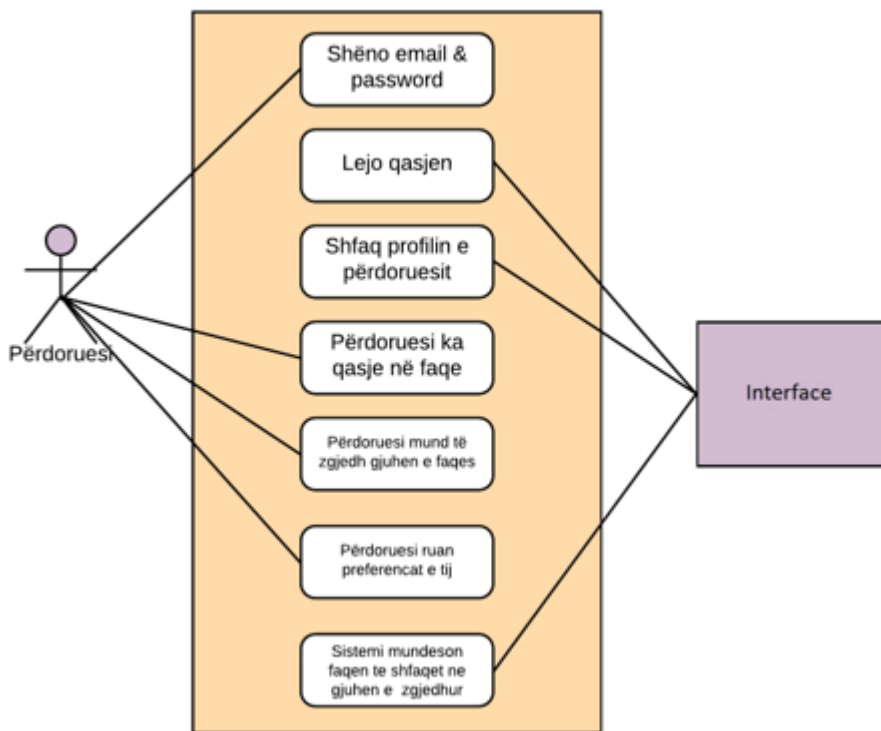 Shëno email &
password
Lejo qasjen
Shfaq profilin e
përdoruesit
Përdoruesi
Përdoruesi ka
qasje në faqe
Interface
Përdoruesi mund të
zgjedh gjuhen e faqes
Përdoruesi ruan
preferencat e tij
Sistemi mundeson
faqen te shfaqet ne
gjuhen e zgjedhur